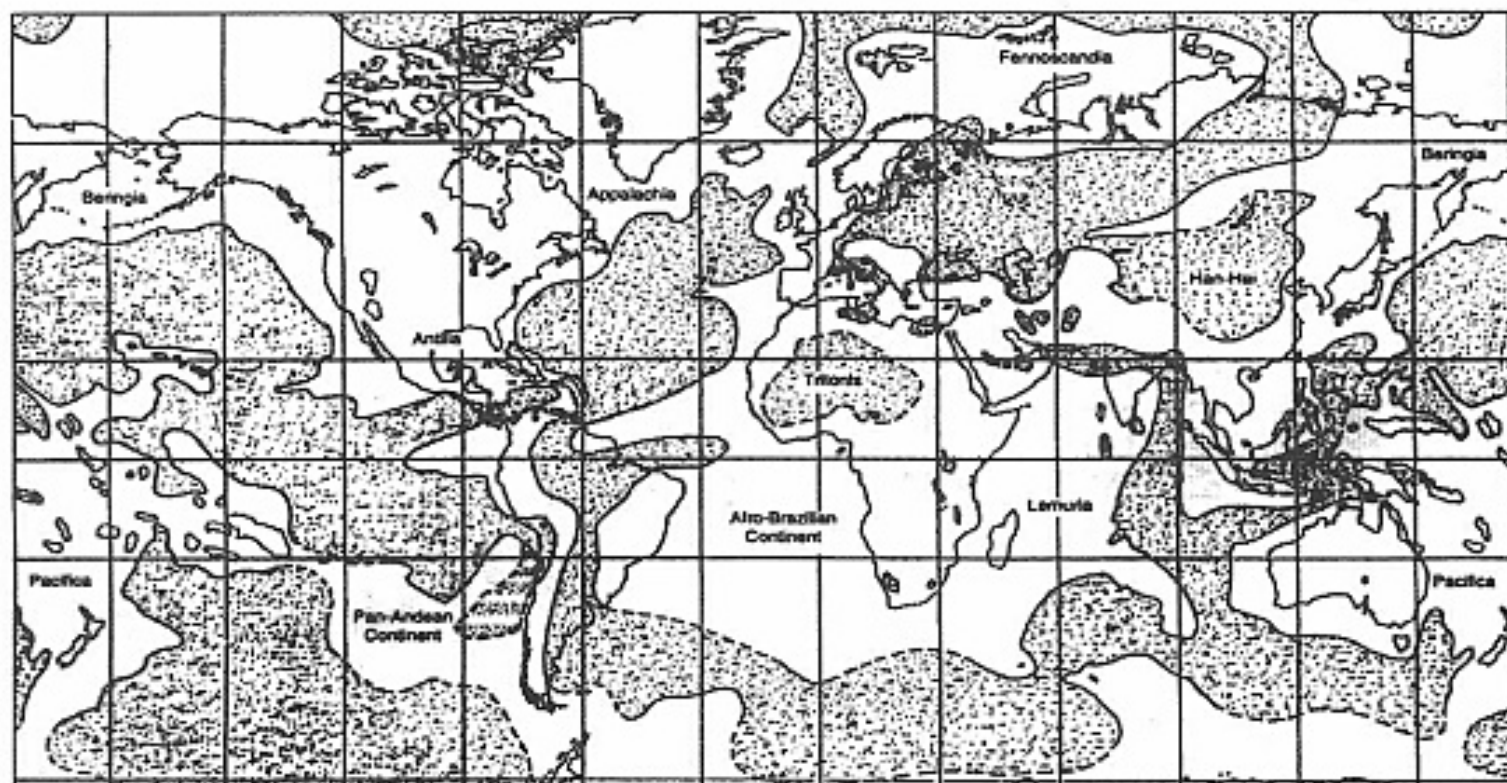 Fennoscandia
Beringia
Beringia
Appalachia
Han-Hai
Antilia
Tritonis
Afro-Brazilian
Continent
Lemuria
Pacifica
Pan-Andean
Continent
Pacifica